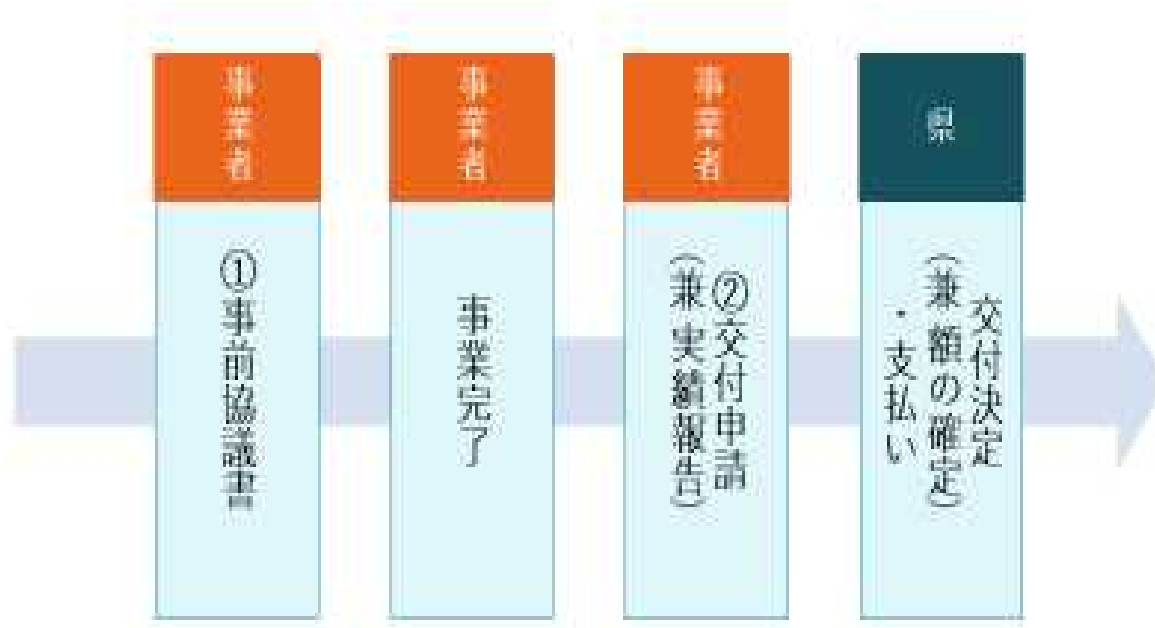 事業者
①事前協議書
事業者
事業完了
事業者
②交付申請
（兼 実績報告）
県
交付決定
（兼 額の確定）
・支払い